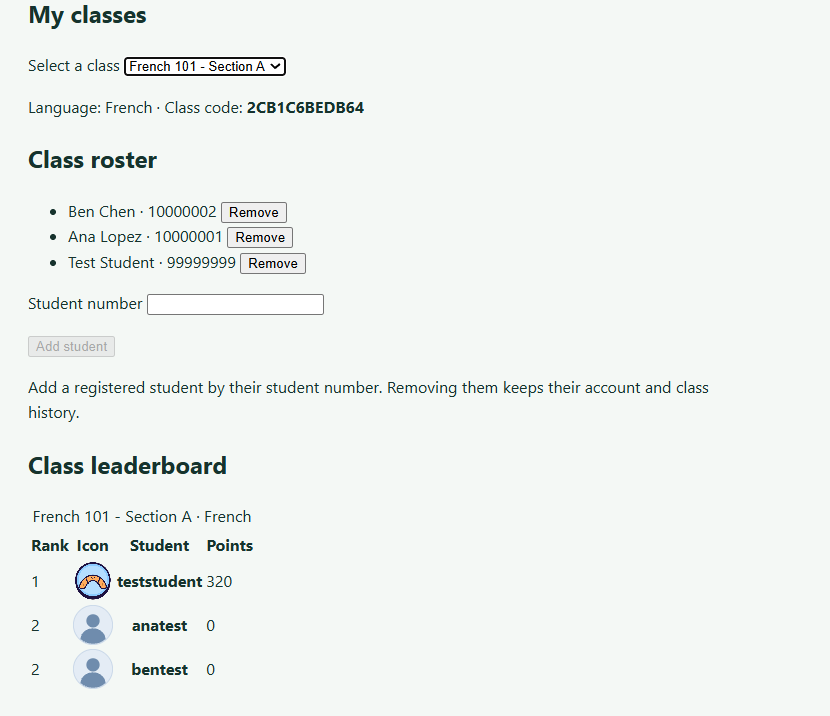 My classes
Select a class French 101 - Section A
Language: French · Class code: 2CB1C6BEDB64
Class roster
Ben Chen · 10000002 Remove
Ana Lopez · 10000001 Remove
Test Student · 99999999 Remove
Student number
Add student
Add a registered student by their student number. Removing them keeps their account and class
history.
Class leaderboard
French 101 - Section A · French
Rank Icon Student Points
1 teststudent 320
2 anatest 0
2 bentest 0